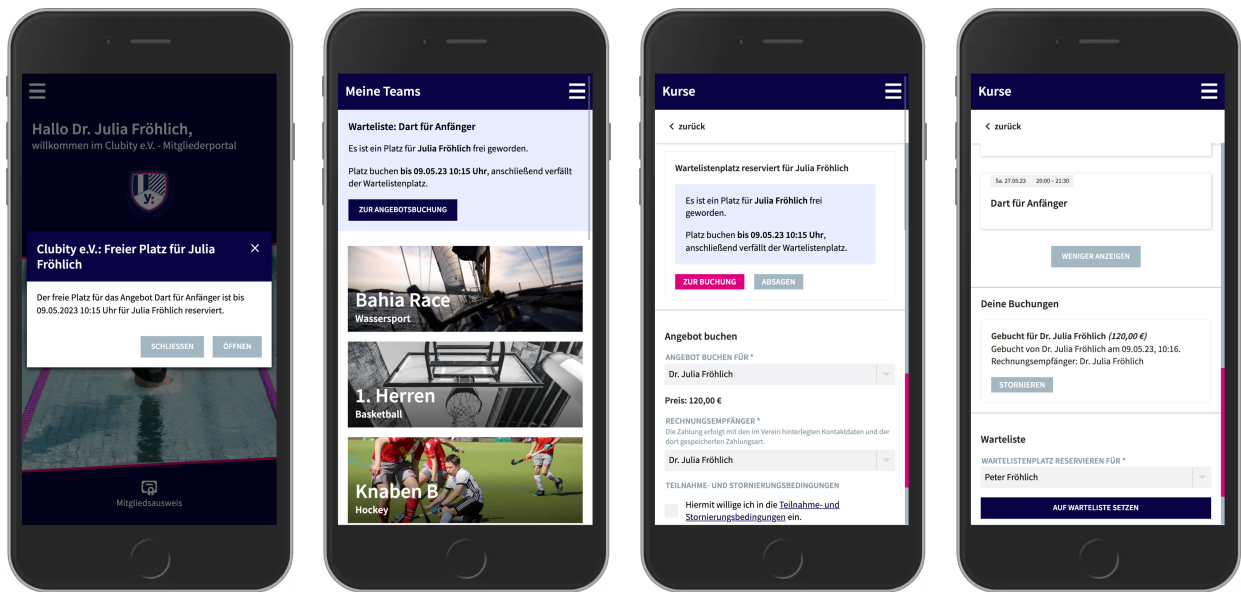 Hallo Dr. Julia Fröhlich,
willkommen im Clubity e.V. - Mitgliederportal
y:
Clubity e.V.: Freier Platz für Julia
Fröhlich
Der freie Platz für das Angebot Dart für Anfänger ist bis
09.05.2023 10:15 Uhr für Julia Fröhlich reserviert.
SCHLIESSEN
ÖFFNEN
Mitgliedsausweis
Meine Teams
Warteliste: Dart für Anfänger
Es ist ein Platz für Julia Fröhlich frei geworden.
Platz buchen bis 09.05.23 10:15 Uhr, anschließend verfällt
der Wartelistenplatz.
ZUR ANGEBOTSBUCHUNG
Bahia Race
Wassersport
1. Herren
Basketball
Knaben B
Hockey
Kurse
zurück
Wartelistenplatz reserviert für Julia Fröhlich
Es ist ein Platz für Julia Fröhlich frei
geworden.
Platz buchen bis 09.05.23 10:15 Uhr,
anschließend verfällt der Wartelistenplatz.
ZUR BUCHUNG
ABSAGEN
Angebot buchen
ANGEBOT BUCHEN FÜR *
Dr. Julia Fröhlich
Preis: 120,00 €
RECHNUNGSEMPFÄNGER *
Die Zahlung erfolgt mit den im Verein hinterlegten Kontaktdaten und der
dort gespeicherten Zahlungsart.
Dr. Julia Fröhlich
TEILNAHME- UND STORNIERUNGSBEDINGUNGEN
Hiermit willige ich in die Teilnahme- und
Stornierungsbedingungen ein.
Kurse
zurück
Sa. 27.05.23 20:00 – 21:30
Dart für Anfänger
WENIGER ANZEIGEN
Deine Buchungen
Gebucht für Dr. Julia Fröhlich (120,00 €)
Gebucht von Dr. Julia Fröhlich am 09.05.23, 10:16.
Rechnungsempfänger: Dr. Julia Fröhlich
STORNIEREN
Warteliste
WARTELISTENPLATZ RESERVIEREN FÜR *
Peter Fröhlich
AUF WARTELISTE SETZEN